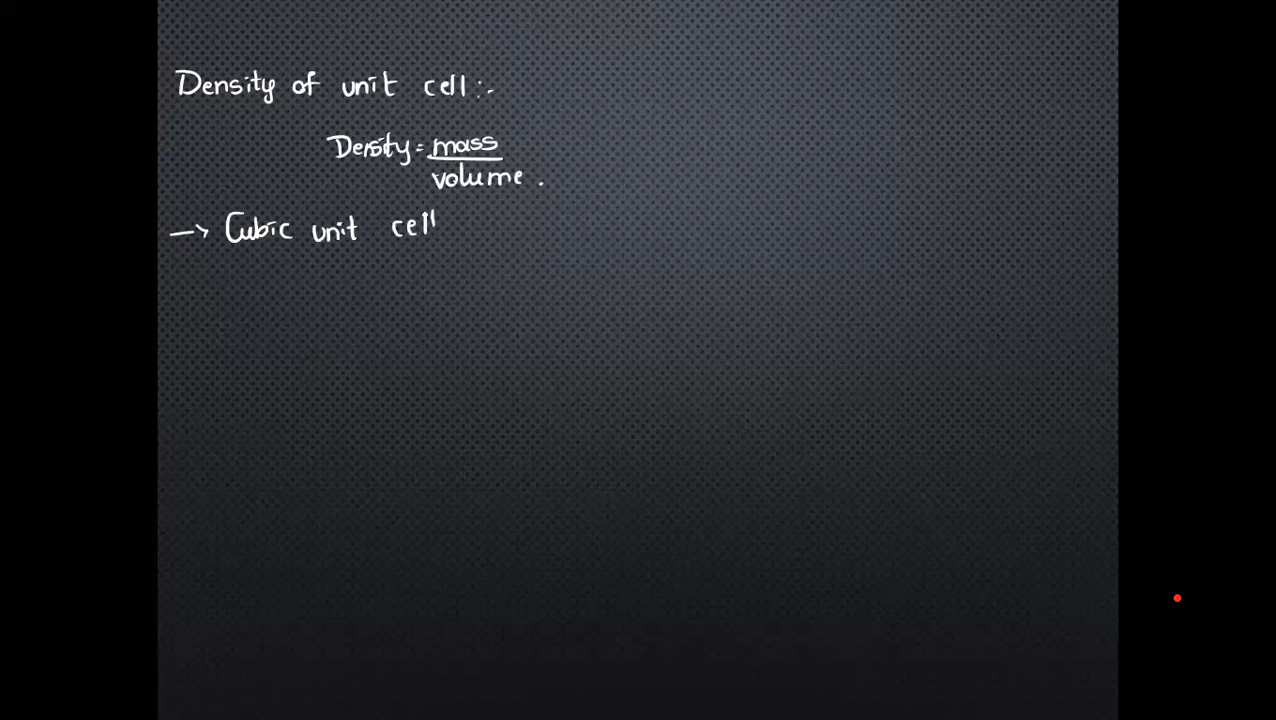 Density of unit cell :-
Density = mass
volume .
→ Cubic unit cell